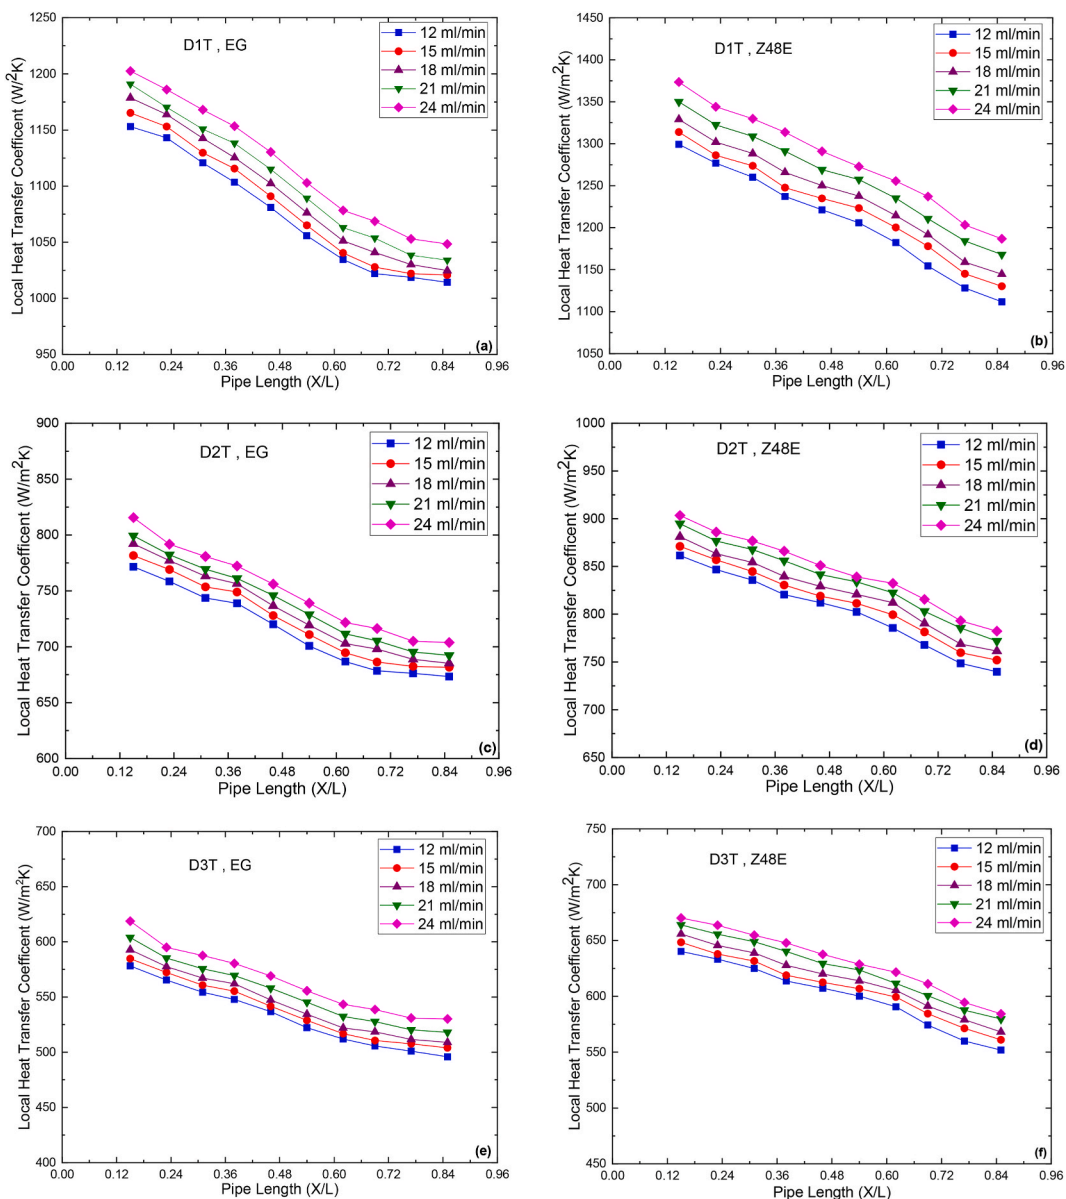 D1T , EG
12 ml/min
15 ml/min
18 ml/min
21 ml/min
24 ml/min
Local Heat Transfer Coefficent (W/²K)
1250
1200
1150
1100
1050
1000
950
0.00 0.12 0.24 0.36 0.48 0.60 0.72 0.84 0.96
Pipe Length (X/L)
(a)
D1T , Z48E
12 ml/min
15 ml/min
18 ml/min
21 ml/min
24 ml/min
Local Heat Transfer Coefficent (W/m²K)
1450
1400
1350
1300
1250
1200
1150
1100
1050
0.00 0.12 0.24 0.36 0.48 0.60 0.72 0.84 0.96
Pipe Length (X/L)
(b)
D2T , EG
12 ml/min
15 ml/min
18 ml/min
21 ml/min
24 ml/min
Local Heat Transfer Coefficent (W/m²K)
900
850
800
750
700
650
600
0.00 0.12 0.24 0.36 0.48 0.60 0.72 0.84 0.96
Pipe Length (X/L)
(c)
D2T , Z48E
12 ml/min
15 ml/min
18 ml/min
21 ml/min
24 ml/min
Local Heat Transfer Coefficent (W/m²K)
1000
950
900
850
800
750
700
650
0.00 0.12 0.24 0.36 0.48 0.60 0.72 0.84 0.96
Pipe Length (X/L)
(d)
D3T , EG
12 ml/min
15 ml/min
18 ml/min
21 ml/min
24 ml/min
Local Heat Transfer Coefficent (W/m²K)
700
650
600
550
500
450
400
0.00 0.12 0.24 0.36 0.48 0.60 0.72 0.84 0.96
Pipe Length (X/L)
(e)
D3T , Z48E
12 ml/min
15 ml/min
18 ml/min
21 ml/min
24 ml/min
Local Heat Transfer Coefficent (W/m²K)
750
700
650
600
550
500
450
0.00 0.12 0.24 0.36 0.48 0.60 0.72 0.84 0.96
Pipe Length (X/L)
(f)